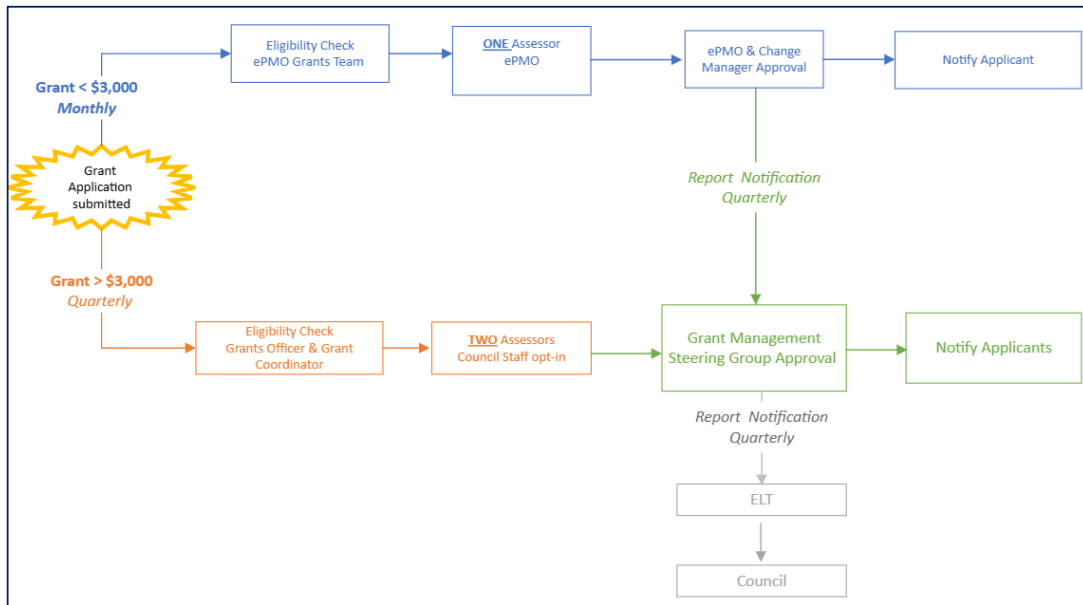 Grant < $3,000
Monthly
Eligibility Check
ePMO Grants Team
ONE Assessor
ePMO
ePMO & Change
Manager Approval
Notify Applicant
Grant
Application
submitted
Report Notification
Quarterly
Grant > $3,000
Quarterly
Eligibility Check
Grants Officer & Grant
Coordinator
TWO Assessors
Council Staff opt-in
Grant Management
Steering Group Approval
Notify Applicants
Report Notification
Quarterly
ELT
Council